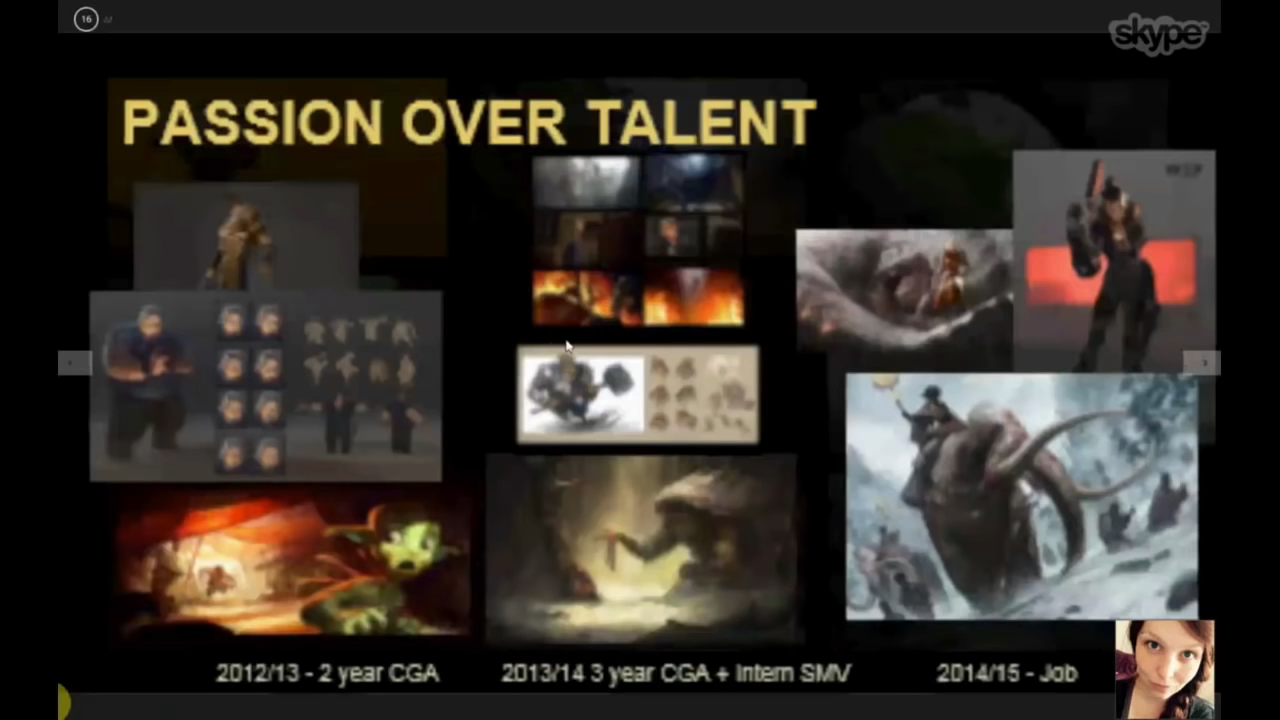 16
skype
PASSION OVER TALENT
2012/13 - 2 year CGA
2013/14 3 year CGA + Intern SMV
2014/15 - Job